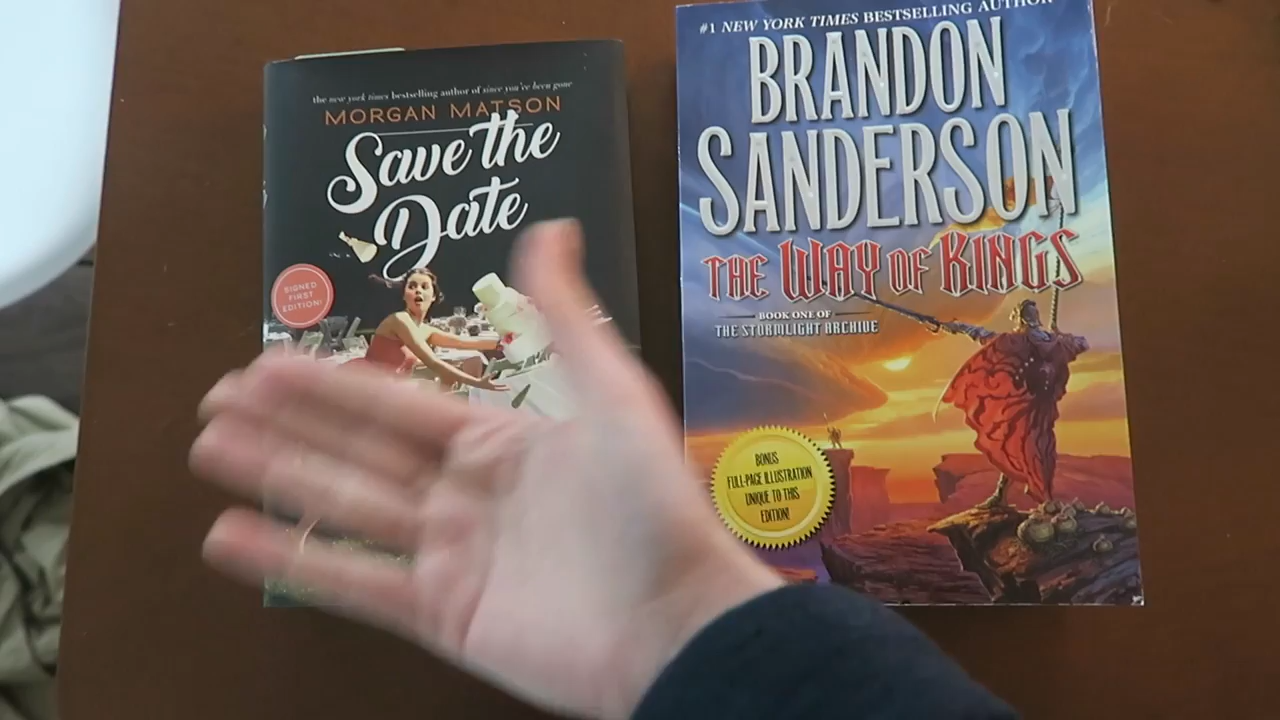 the new york times bestselling author of since you've been gone
MORGAN MATSON
Save the
Date
SIGNED
FIRST
EDITION!
#1 NEW YORK TIMES BESTSELLING AUTHOR
BRANDON
SANDERSON
THE WAY OF KINGS
BOOK ONE OF
THE STORMLIGHT ARCHIVE
BONUS
FULL-PAGE ILLUSTRATION
UNIQUE TO THIS
EDITION!